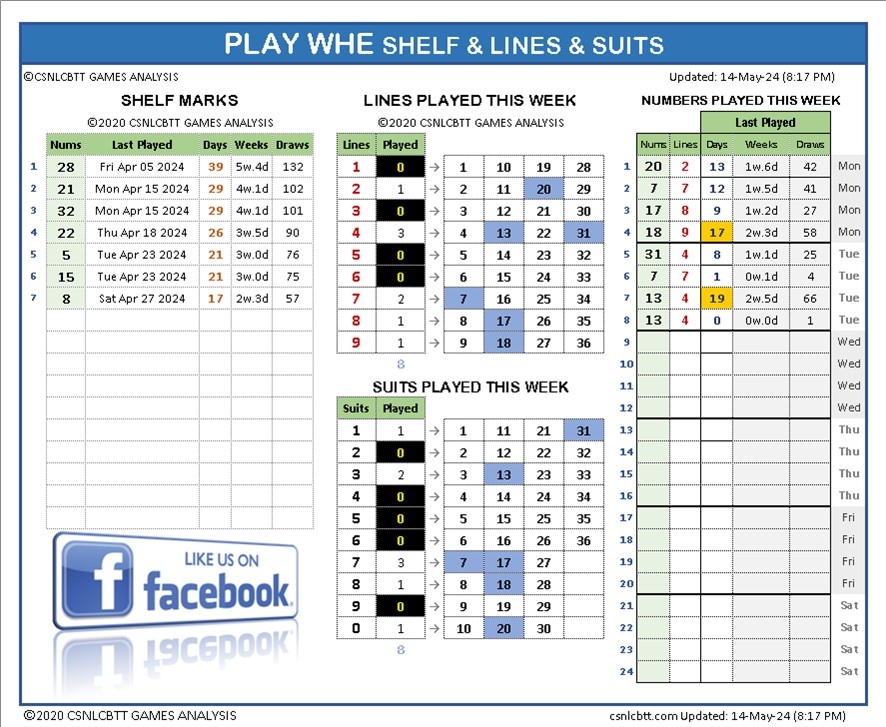 PLAY WHE SHELF & LINES & SUITS
©CSNLCBTT GAMES ANALYSIS
Updated: 14-May-24 (8:17 PM)
SHELF MARKS
©2020 CSNLCBTT GAMES ANALYSIS
Nums Last Played Days Weeks Draws
1 28 Fri Apr 05 2024 39 5w.4d 132
2 21 Mon Apr 15 2024 29 4w.1d 102
3 32 Mon Apr 15 2024 29 4w.1d 101
4 22 Thu Apr 18 2024 26 3w.5d 90
5 5 Tue Apr 23 2024 21 3w.0d 76
6 15 Tue Apr 23 2024 21 3w.0d 75
7 8 Sat Apr 27 2024 17 2w.3d 57
LIKE US ON
facebook.
LINES PLAYED THIS WEEK
©2020 CSNLCBTT GAMES ANALYSIS
Lines Played
1 0 → 1 10 19 28
2 1 → 2 11 20 29
3 0 → 3 12 21 30
4 3 → 4 13 22 31
5 0 → 5 14 23 32
6 0 → 6 15 24 33
7 2 → 7 16 25 34
8 1 → 8 17 26 35
9 1 → 9 18 27 36
8
SUITS PLAYED THIS WEEK
Suits Played
1 1 → 1 11 21 31
2 0 → 2 12 22 32
3 2 → 3 13 23 33
4 0 → 4 14 24 34
5 0 → 5 15 25 35
6 0 → 6 16 26 36
7 3 → 7 17 27
8 1 → 8 18 28
9 0 → 9 19 29
0 1 → 10 20 30
8
NUMBERS PLAYED THIS WEEK
Last Played
Nums Lines Days Weeks Draws
1 20 2 13 1w.6d 42 Mon
2 7 7 12 1w.5d 41 Mon
3 17 8 9 1w.2d 27 Mon
4 18 9 17 2w.3d 58 Mon
5 31 4 8 1w.1d 25 Tue
6 7 7 1 0w.1d 4 Tue
7 13 4 19 2w.5d 66 Tue
8 13 4 0 0w.0d 1 Tue
9 Wed
10 Wed
11 Wed
12 Wed
13 Thu
14 Thu
15 Thu
16 Thu
17 Fri
18 Fri
19 Fri
20 Fri
21 Sat
22 Sat
23 Sat
24 Sat
©2020 CSNLCBTT GAMES ANALYSIS
csnlcbtt.com Updated: 14-May-24 (8:17 PM)